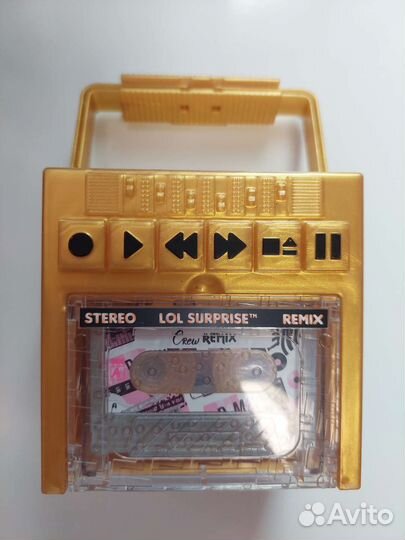 STEREO LOL SURPRISE™ REMIX
Crew REMIX
A
Avito